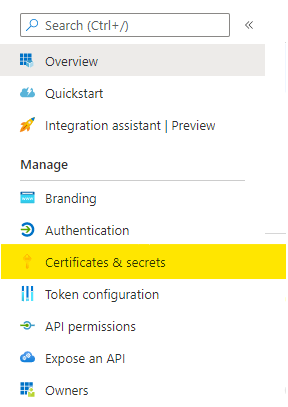 Search (Ctrl+/)
«
Overview
Quickstart
Integration assistant | Preview
Manage
Branding
Authentication
Certificates & secrets
Token configuration
API permissions
Expose an API
Owners